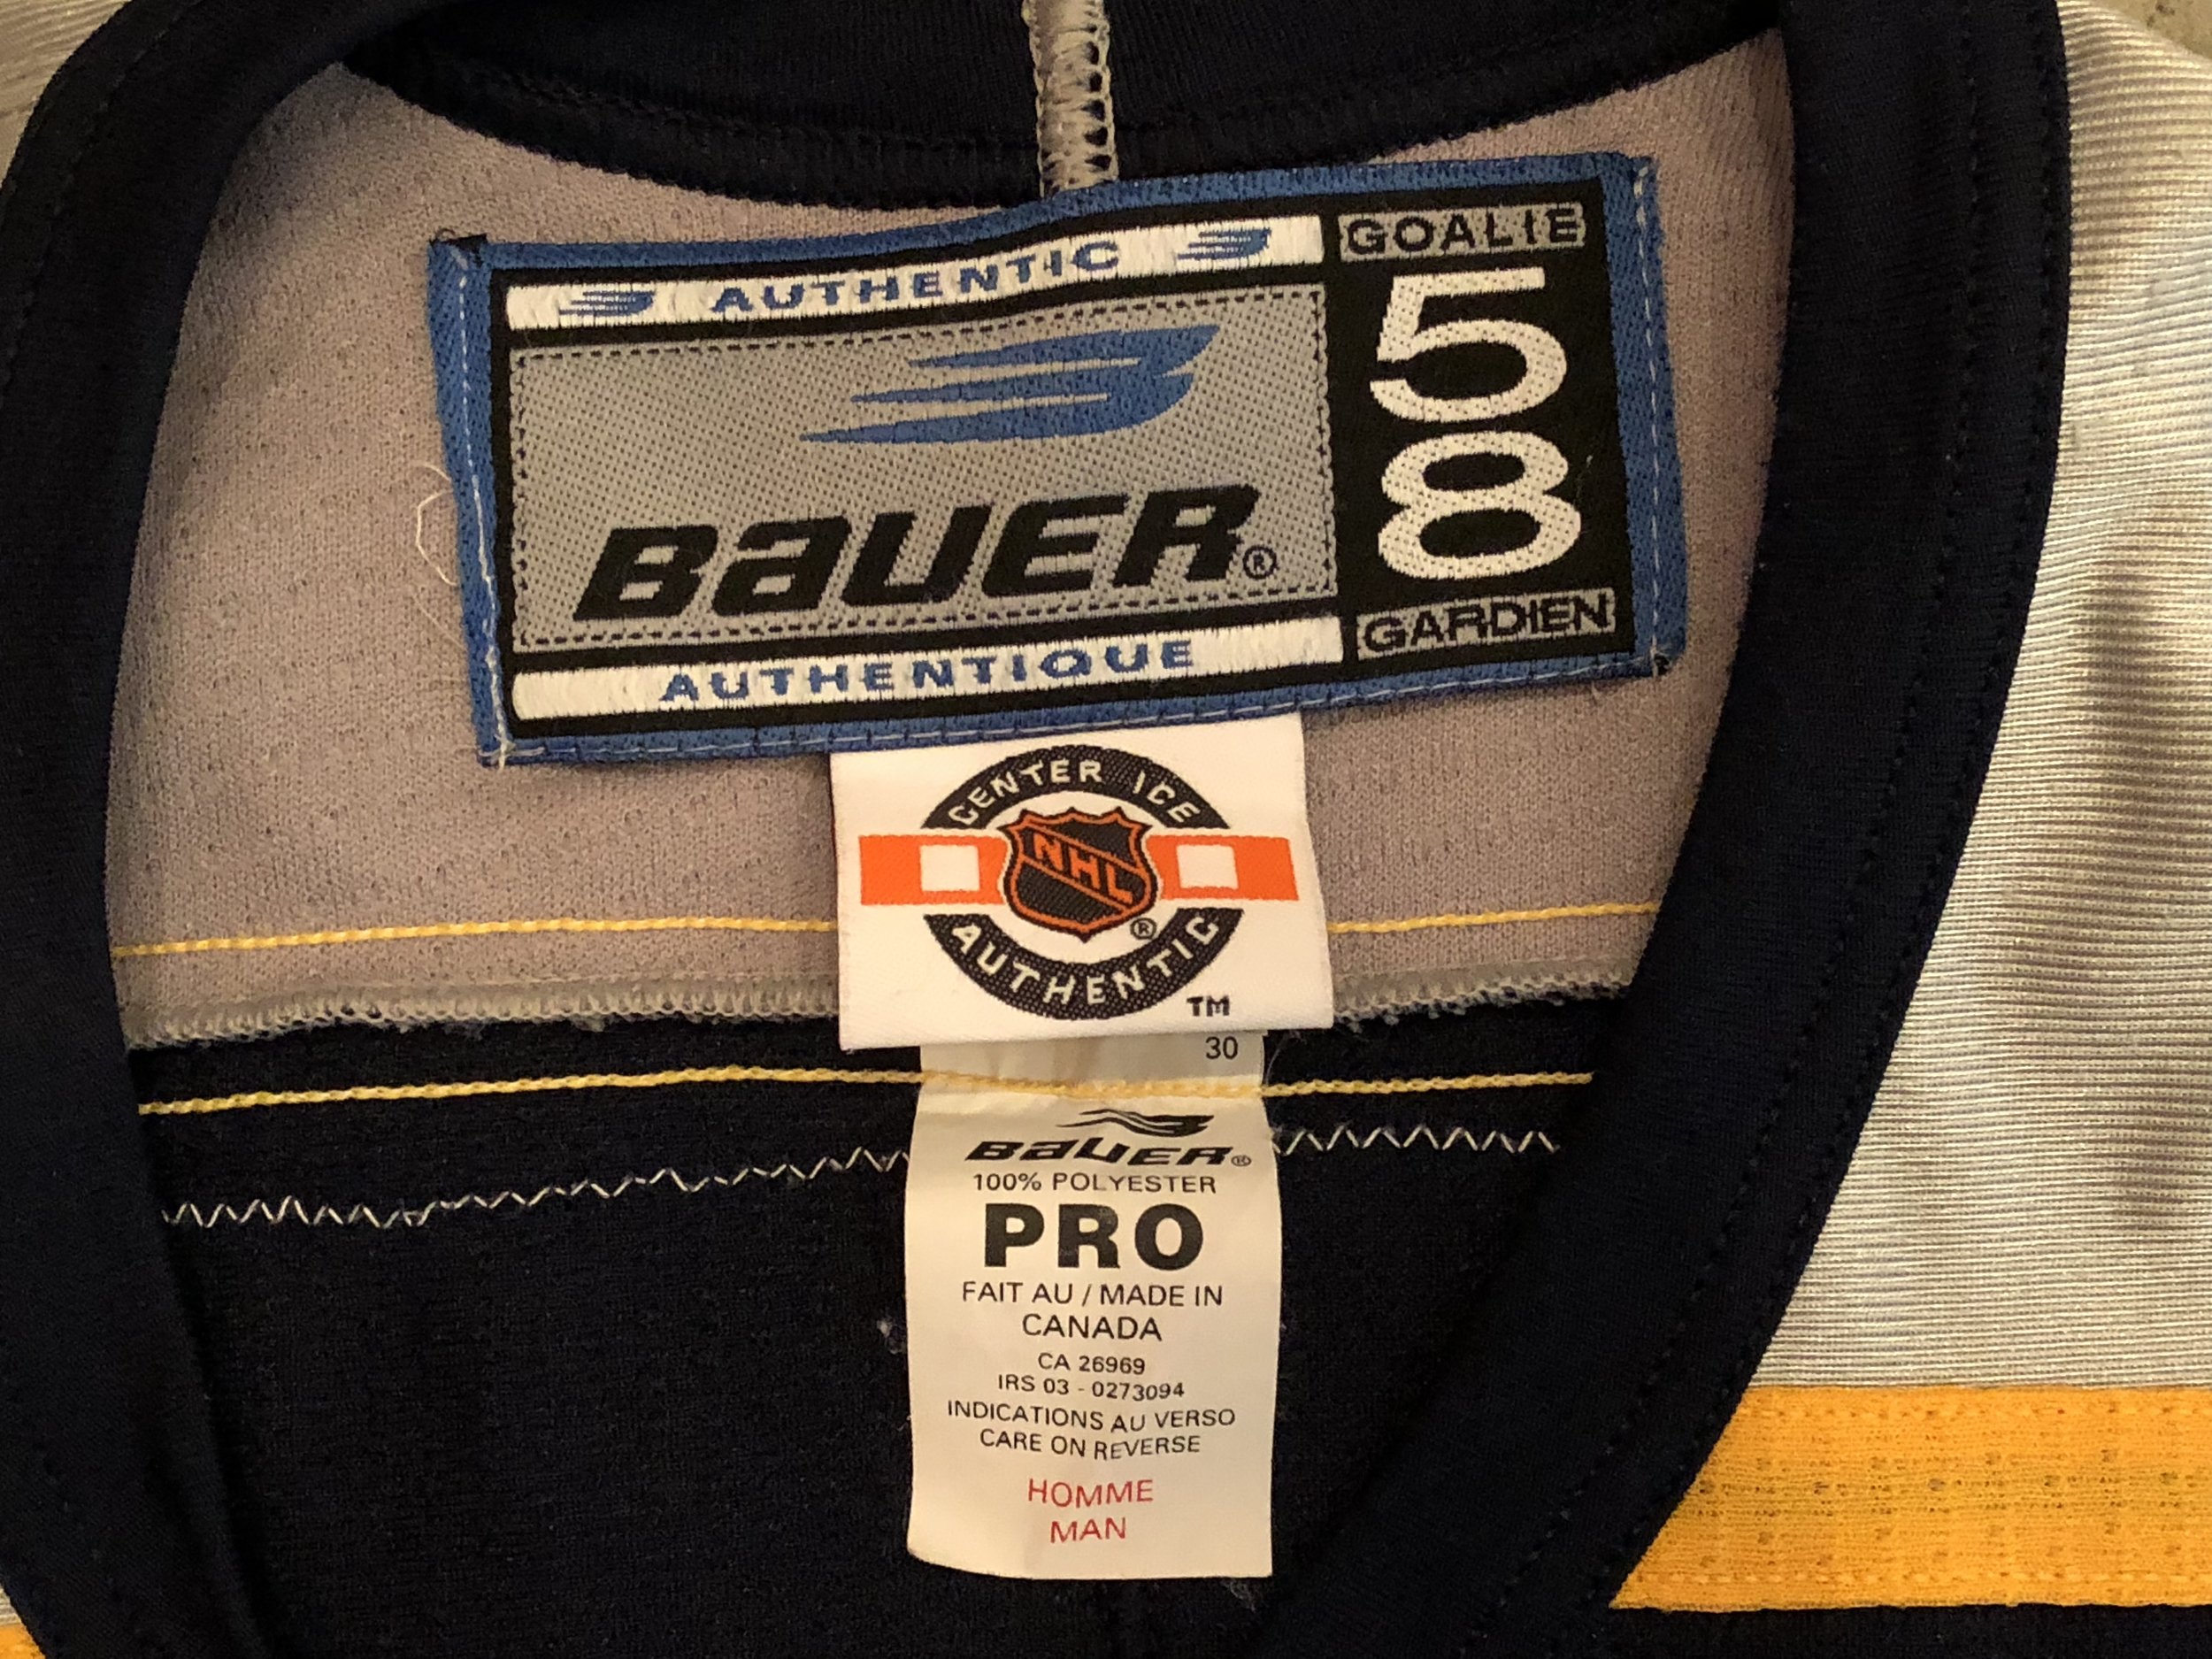 AUTHENTIC
BAUER®
AUTHENTIQUE
GOALIE
58
GARDIEN
CENTER ICE
NHL®
AUTHENTIC
TM
30
BAUER®
100% POLYESTER
PRO
FAIT AU / MADE IN
CANADA
CA 26969
IRS 03 - 0273094
INDICATIONS AU VERSO
CARE ON REVERSE
HOMME
MAN